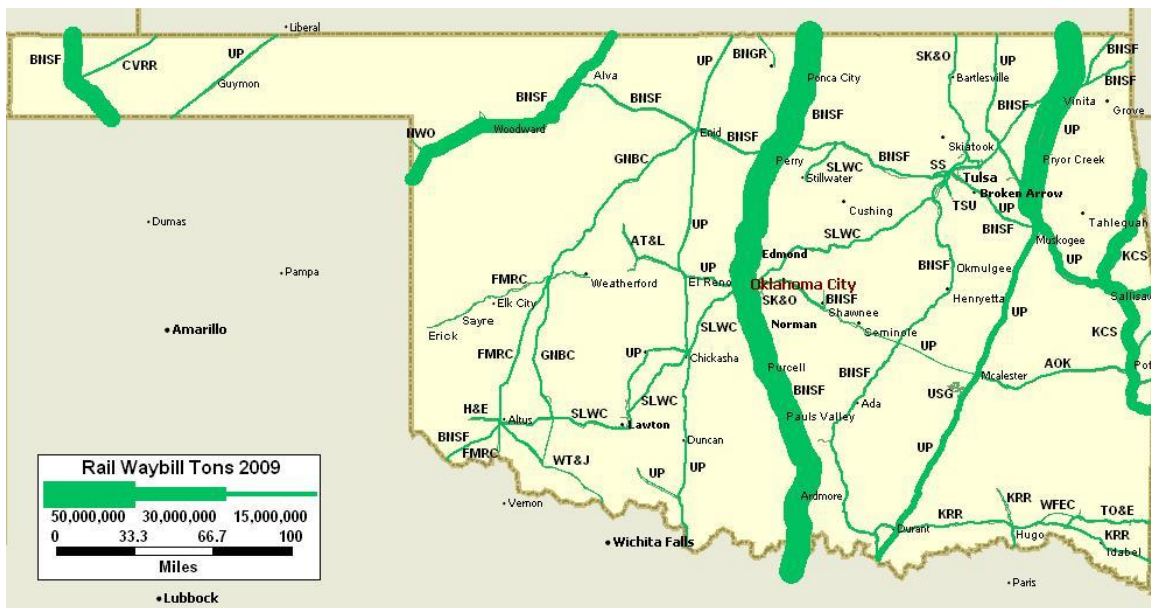 Liberal
BNSF
CVRR
UP
Guymon
UP
BNGR
Ponca City
SK&O
UP
Bartlesville
BNSF
BNSF
Vinita
Grove
Alva
BNSF
BNSF
BNSF
BNSF
UP
NWO
Woodward
Enid
BNSF
Perry
Skiatook
Pryor Creek
GNBC
SLWC
Stillwater
BNSF
SS
Tulsa
Broken Arrow
Cushing
TSU
UP
BNSF
Tahlequah
Dumas
UP
AT&L
SLWC
Muskogee
UP
KCS
Edmond
UP
El Reno
Oklahoma City
BNSF
Okmulgee
Pampa
FMRC
Weatherford
SK&O
BNSF
Shawnee
Henryetta
Elk City
Sayre
Erick
Norman
Seminole
UP
UP
KCS
Amarillo
SLWC
FMRC
GNBC
UP
Chickasha
Purcell
BNSF
BNSF
Mcalester
AOK
USG
SLWC
H&E
Altus
SLWC
Lawton
Pauls Valley
Ada
BNSF
FMRC
WT&J
Duncan
UP
UP
UP
Rail Waybill Tons 2009
50,000,000 30,000,000 15,000,000
0 33.3 66.7 100
Miles
Vernon
Ardmore
KRR
Durant
KRR
WFEC
TO&E
Hugo
KRR
Idabel
Wichita Falls
Paris
Lubbock